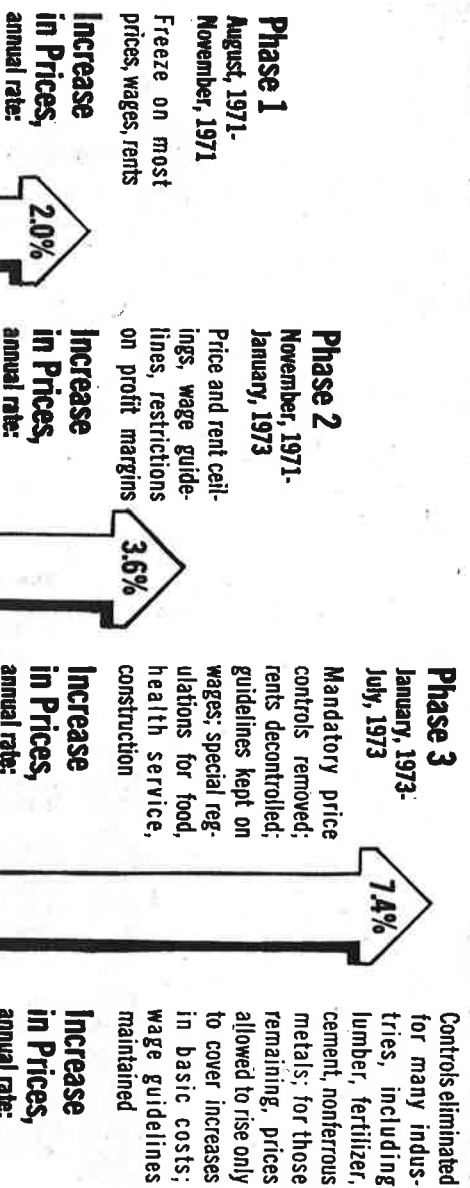 Phase 1
August, 1971-
November, 1971
Freeze on most
prices, wages, rents
Increase
in Prices,
annual rate:
2.0%
Phase 2
November, 1971-
January, 1973
Price and rent ceil-
ings, wage guide-
lines, restrictions
on profit margins
Increase
in Prices,
annual rate:
3.6%
Phase 3
January, 1973-
July, 1973
Mandatory price
controls removed;
rents decontrolled;
guidelines kept on
wages; special reg-
ulations for food,
health service,
construction
Increase
in Prices,
annual rate:
7.4%
Controls eliminated
for many indus-
tries, including
lumber, fertilizer,
cement, nonferrous
metals; for those
remaining, prices
allowed to rise only
to cover increases
in basic costs;
wage guidelines
maintained
Increase
in Prices,
annual rate: